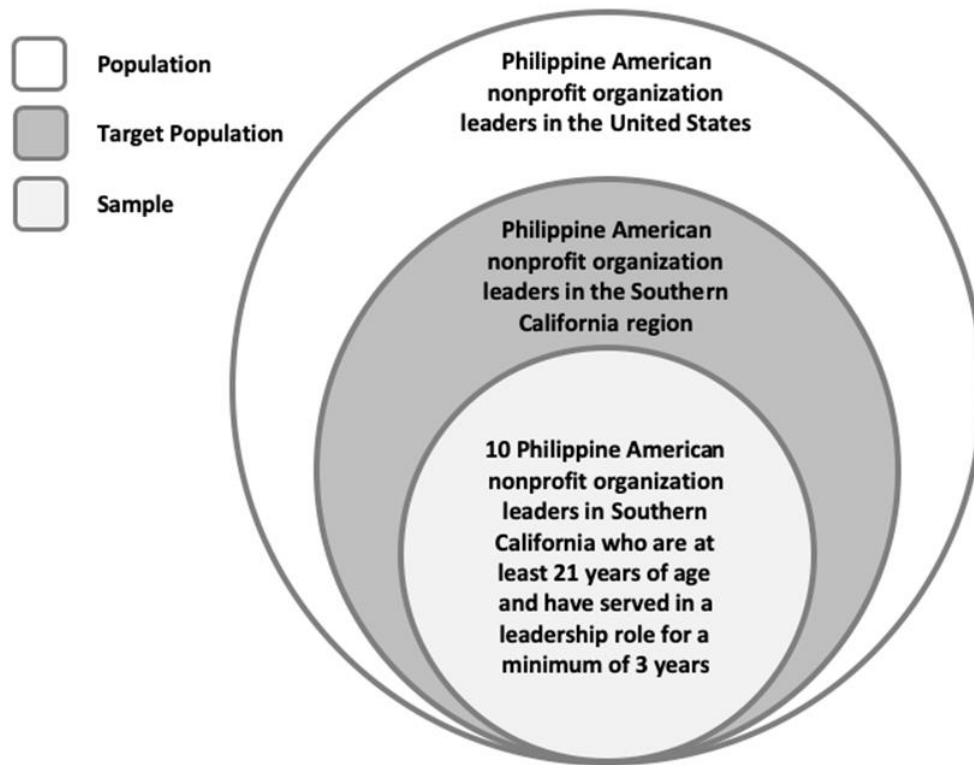 Population
Target Population
Sample
Philippine American
nonprofit organization
leaders in the United States
Philippine American
nonprofit organization
leaders in the Southern
California region
10 Philippine American
nonprofit organization
leaders in Southern
California who are at
least 21 years of age
and have served in a
leadership role for a
minimum of 3 years